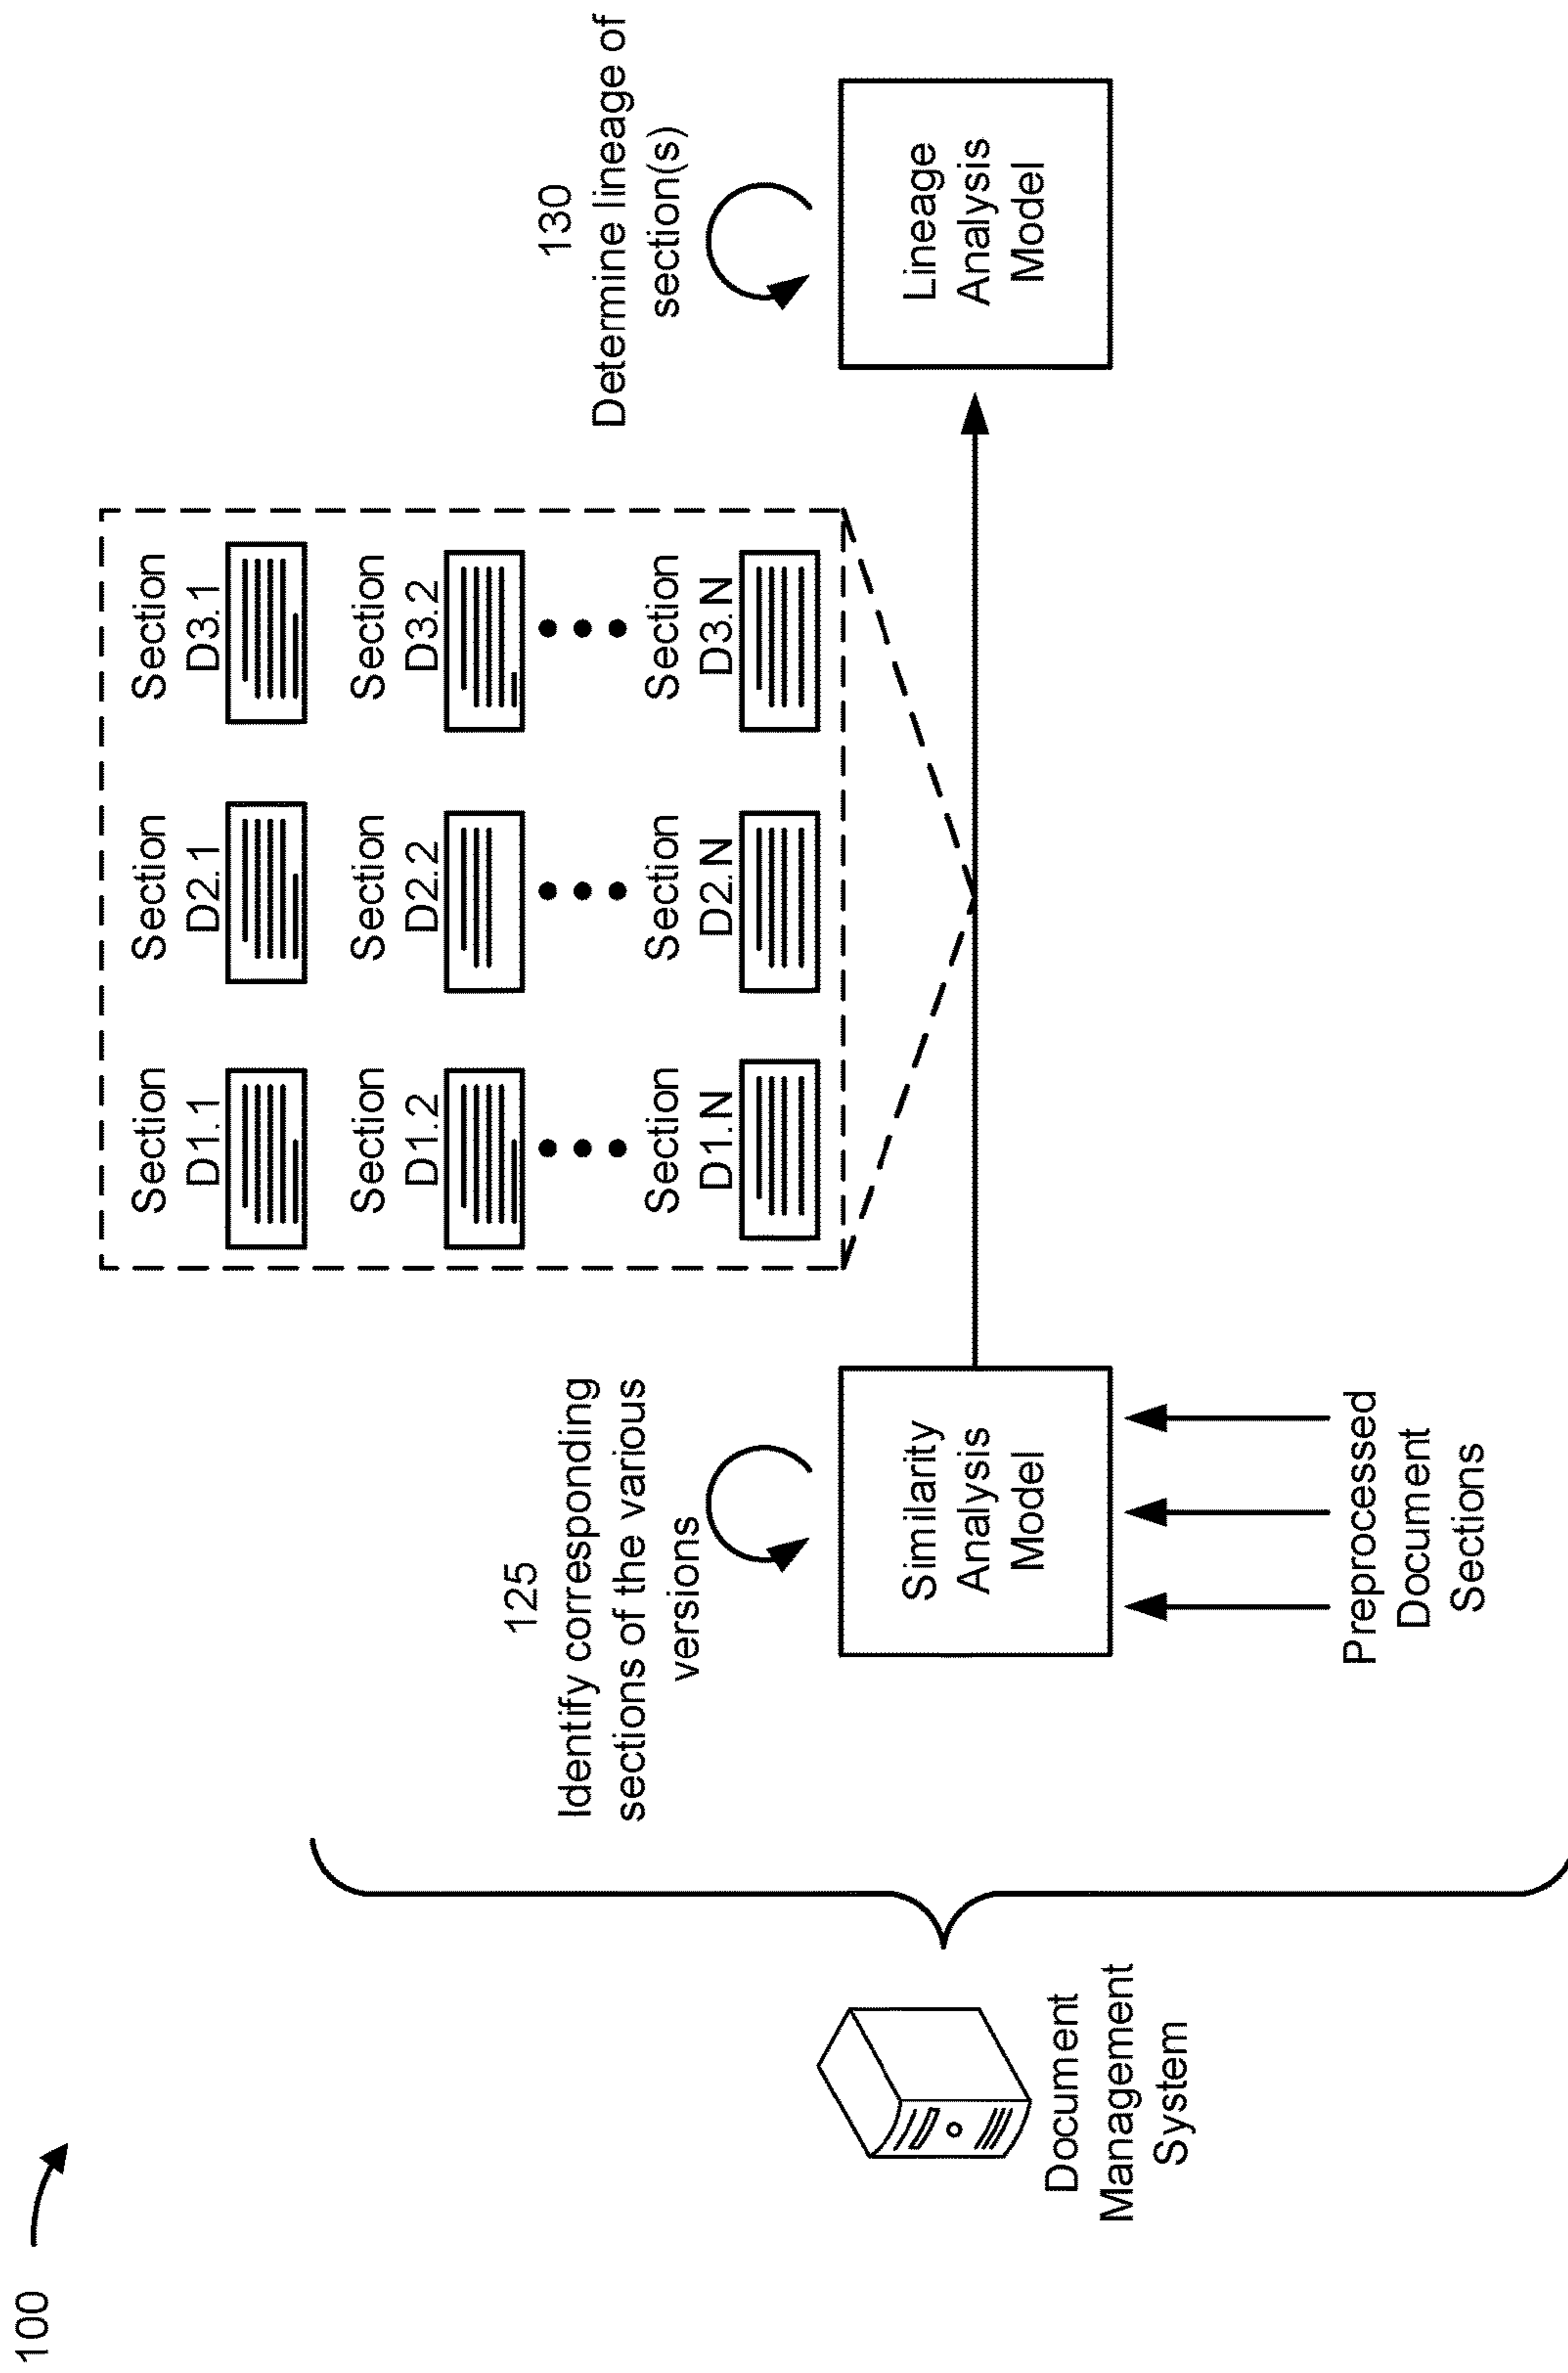 100
Document
Management
System
125
Identify corresponding
sections of the various
versions
Similarity
Analysis
Model
Preprocessed
Document
Sections
Section
D1.1
Section
D2.1
Section
D3.1
Section
D1.2
Section
D2.2
Section
D3.2
Section
D1.N
Section
D2.N
Section
D3.N
130
Determine lineage of
section(s)
Lineage
Analysis
Model